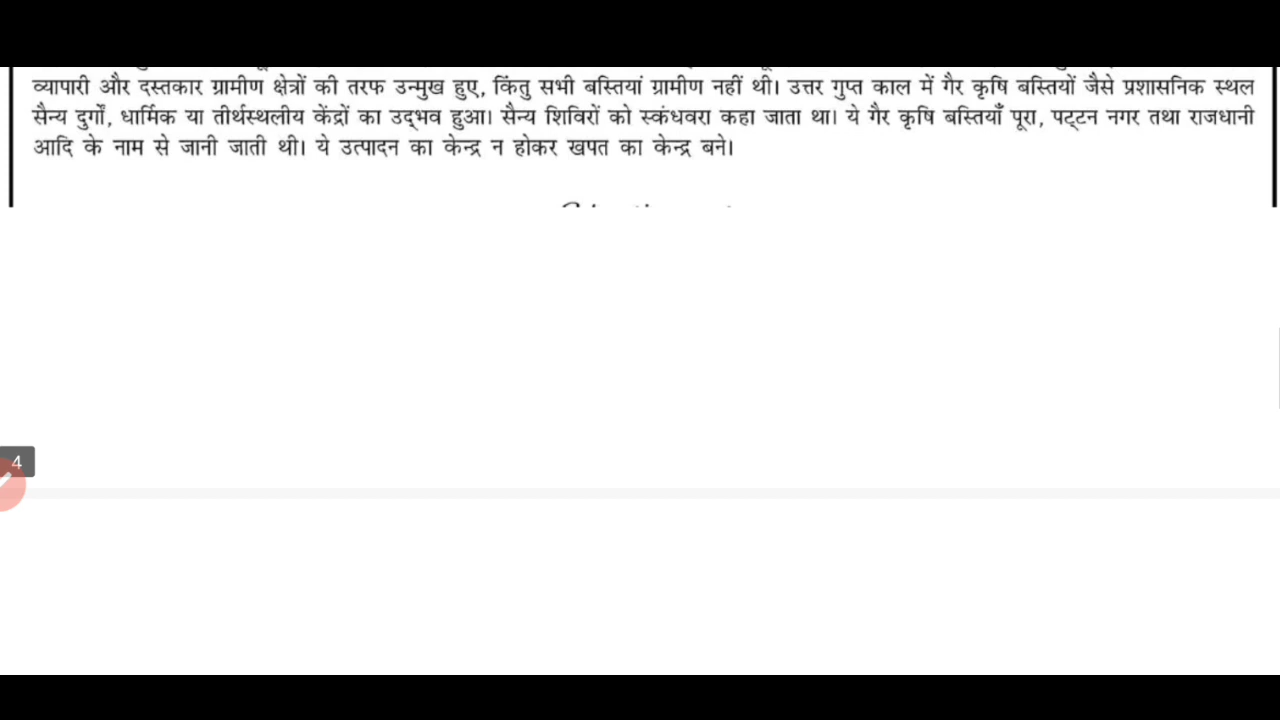 व्यापारी और दस्तकार ग्रामीण क्षेत्रों की तरफ उन्मुख हुए, किंतु सभी बस्तियां ग्रामीण नहीं थी। उत्तर गुप्त काल में गैर कृषि बस्तियों जैसे प्रशासनिक स्थल
सैन्य दुर्गों, धार्मिक या तीर्थस्थलीय केंद्रों का उद्भव हुआ। सैन्य शिविरों को स्कंधवरा कहा जाता था। ये गैर कृषि बस्तियाँ पूरा, पट्टन नगर तथा राजधानी
आदि के नाम से जानी जाती थी। ये उत्पादन का केन्द्र न होकर खपत का केन्द्र बने।
4